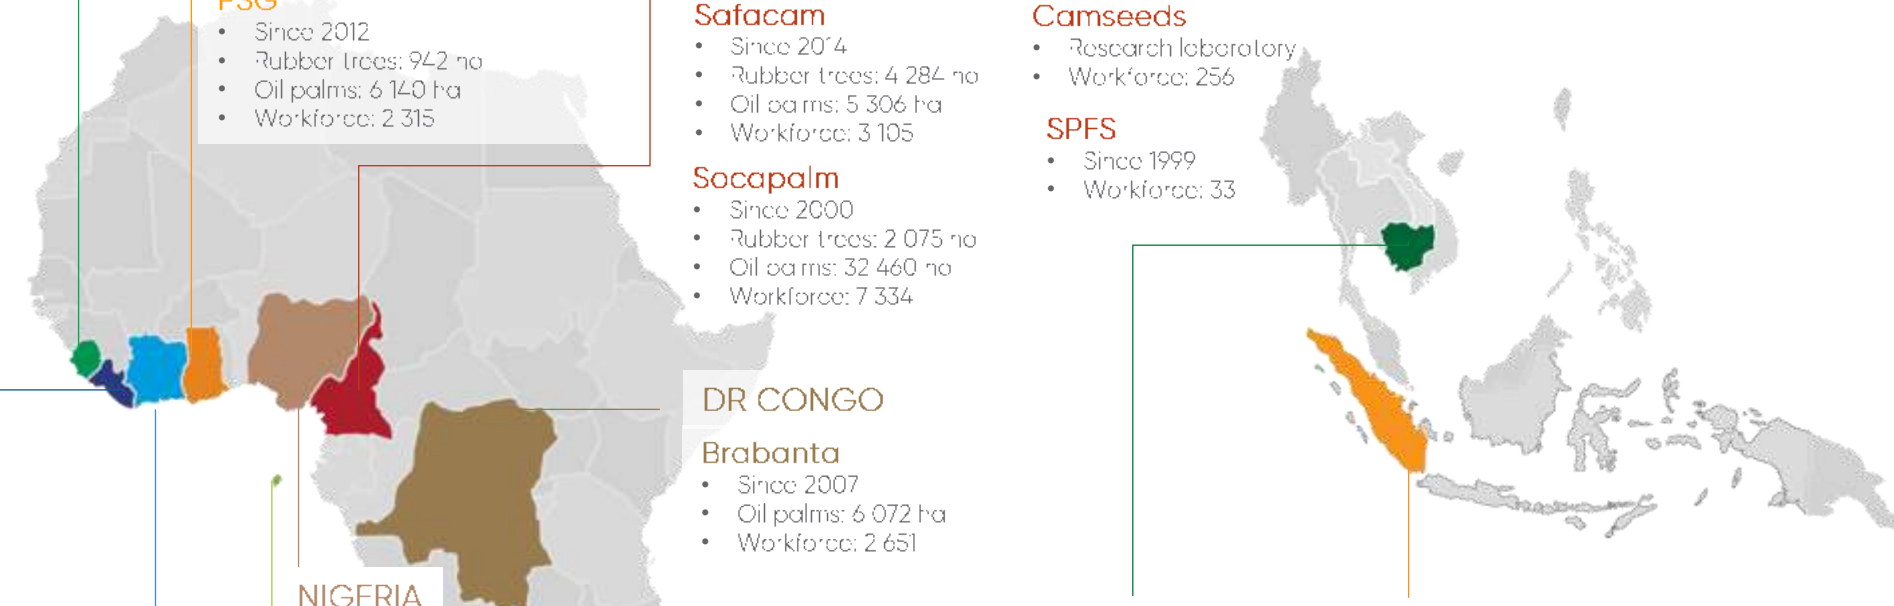 PSG
• Since 2012
• Rubber trees: 942 ha
• Oil palms: 6 140 ha
• Workforce: 2 315
Safacam
• Since 2014
• Rubber trees: 4 284 ha
• Oil palms: 5 306 ha
• Workforce: 3 105
Socapalm
• Since 2000
• Rubber trees: 2 075 ha
• Oil palms: 32 460 ha
• Workforce: 7 334
Camseeds
• Research laboratory
• Workforce: 256
SPFS
• Since 1999
• Workforce: 33
DR CONGO
Brabanta
• Since 2007
• Oil palms: 6 072 ha
• Workforce: 2 651
NIGERIA